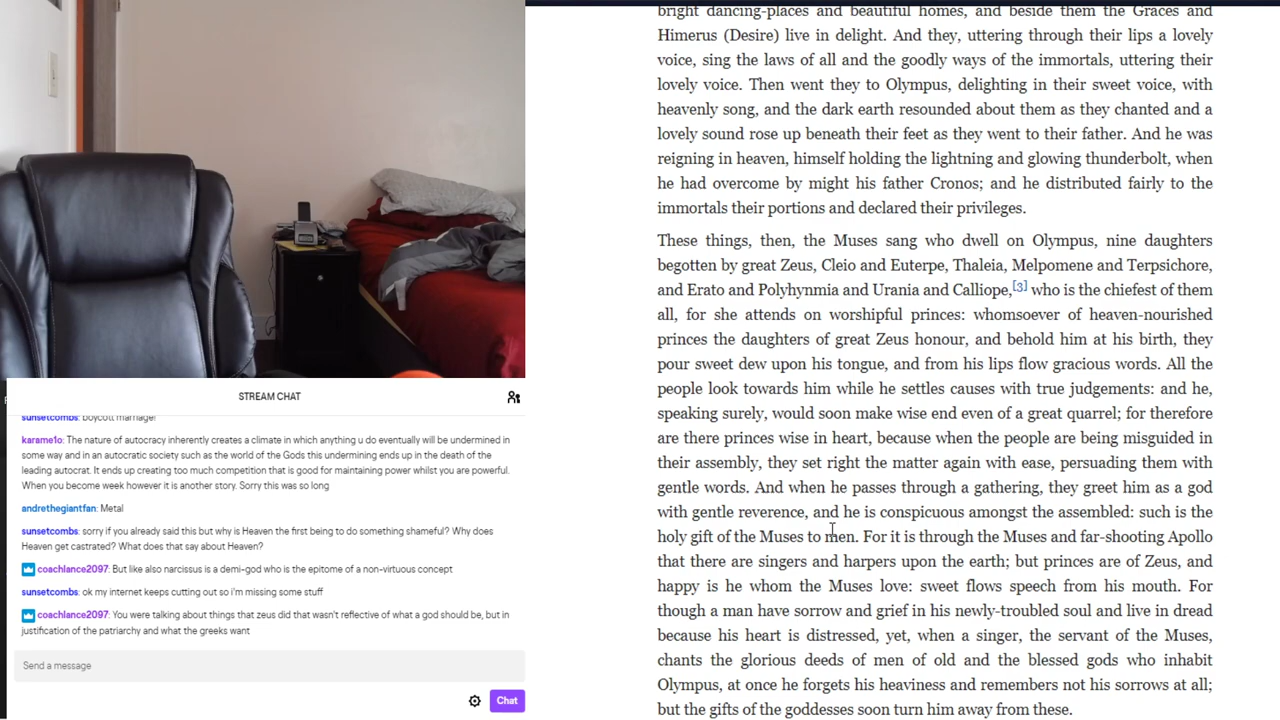 STREAM CHAT
sunsetcombs: boycott marriage!
karame1o: The nature of autocracy inherently creates a climate in which anything u do eventually will be undermined in
some way and in an autocratic society such as the world of the Gods this undermining ends up in the death of the
leading autocrat. It ends up creating too much competition that is good for maintaining power whilst you are powerful.
When you become week however it is another story. Sorry this was so long
andrethegiantfan: Metal
sunsetcombs: sorry if you already said this but why is Heaven the first being to do something shameful? Why does
Heaven get castrated? What does that say about Heaven?
coachlance2097: But like also narcissus is a demi-god who is the epitome of a non-virtuous concept
sunsetcombs: ok my internet keeps cutting out so i'm missing some stuff
coachlance2097: You were talking about things that zeus did that wasn't reflective of what a god should be, but in
justification of the patriarchy and what the greeks want
Send a message
Chat
bright dancing-places and beautiful homes, and beside them the Graces and
Himerus (Desire) live in delight. And they, uttering through their lips a lovely
voice, sing the laws of all and the goodly ways of the immortals, uttering their
lovely voice. Then went they to Olympus, delighting in their sweet voice, with
heavenly song, and the dark earth resounded about them as they chanted and a
lovely sound rose up beneath their feet as they went to their father. And he was
reigning in heaven, himself holding the lightning and glowing thunderbolt, when
he had overcome by might his father Cronos; and he distributed fairly to the
immortals their portions and declared their privileges.
These things, then, the Muses sang who dwell on Olympus, nine daughters
begotten by great Zeus, Cleio and Euterpe, Thaleia, Melpomene and Terpsichore,
and Erato and Polyhymnia and Urania and Calliope,[3] who is the chiefest of them
all, for she attends on worshipful princes: whomsoever of heaven-nourished
princes the daughters of great Zeus honour, and behold him at his birth, they
pour sweet dew upon his tongue, and from his lips flow gracious words. All the
people look towards him while he settles causes with true judgements: and he,
speaking surely, would soon make wise end even of a great quarrel; for therefore
are there princes wise in heart, because when the people are being misguided in
their assembly, they set right the matter again with ease, persuading them with
gentle words. And when he passes through a gathering, they greet him as a god
with gentle reverence, and he is conspicuous amongst the assembled: such is the
holy gift of the Muses to men. For it is through the Muses and far-shooting Apollo
that there are singers and harpers upon the earth; but princes are of Zeus, and
happy is he whom the Muses love: sweet flows speech from his mouth. For
though a man have sorrow and grief in his newly-troubled soul and live in dread
because his heart is distressed, yet, when a singer, the servant of the Muses,
chants the glorious deeds of men of old and the blessed gods who inhabit
Olympus, at once he forgets his heaviness and remembers not his sorrows at all;
but the gifts of the goddesses soon turn him away from these.